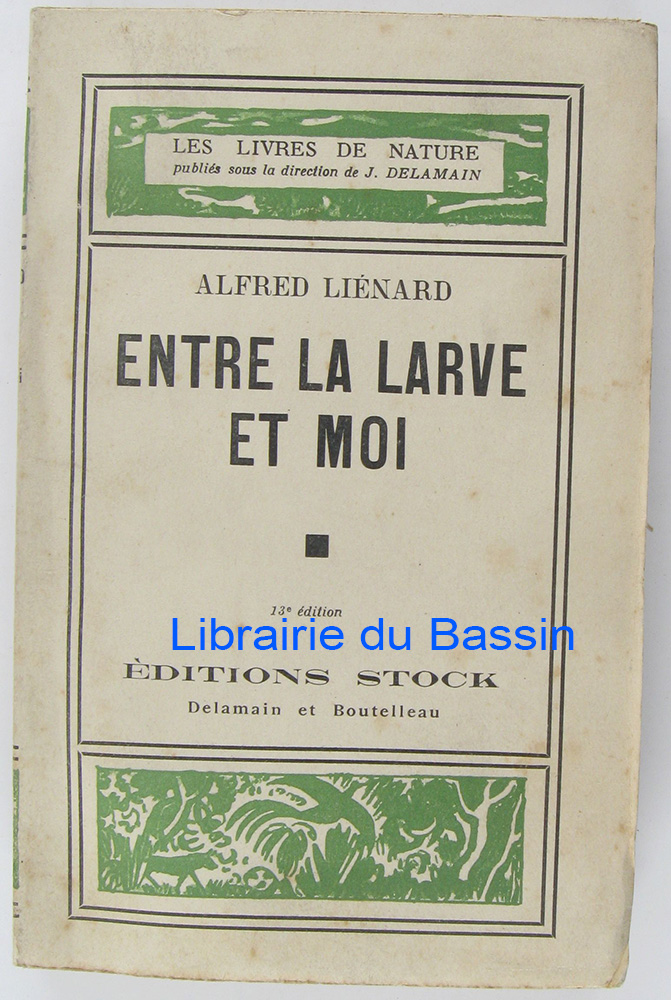 LES LIVRES DE NATURE
publiés sous la direction de J. DELAMAIN
ALFRED LIÉNARD
ENTRE LA LARVE
ET MOI
13e édition
Librairie du Bassin
ÈDITIONS STOCK
Delamain et Boutelleau